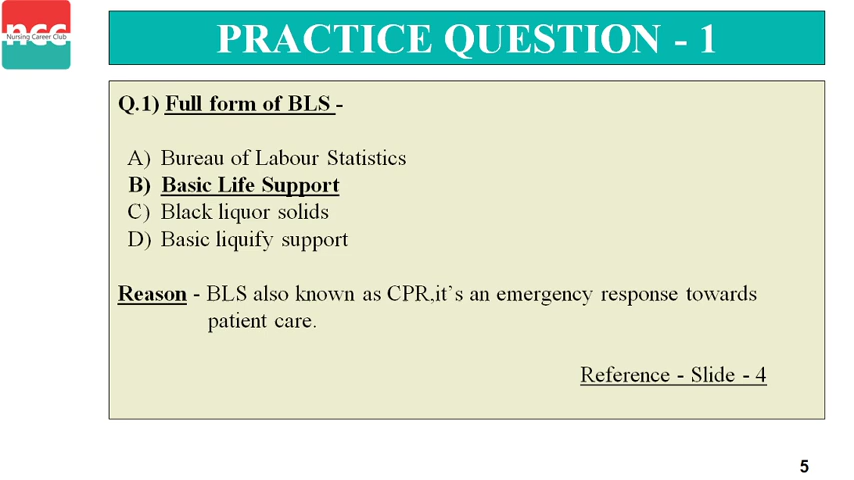 ncc
Nursing Career Club
PRACTICE QUESTION - 1
Q.1) Full form of BLS -
A) Bureau of Labour Statistics
B) Basic Life Support
C) Black liquor solids
D) Basic liquify support
Reason - BLS also known as CPR,it’s an emergency response towards
patient care.
Reference - Slide - 4
5